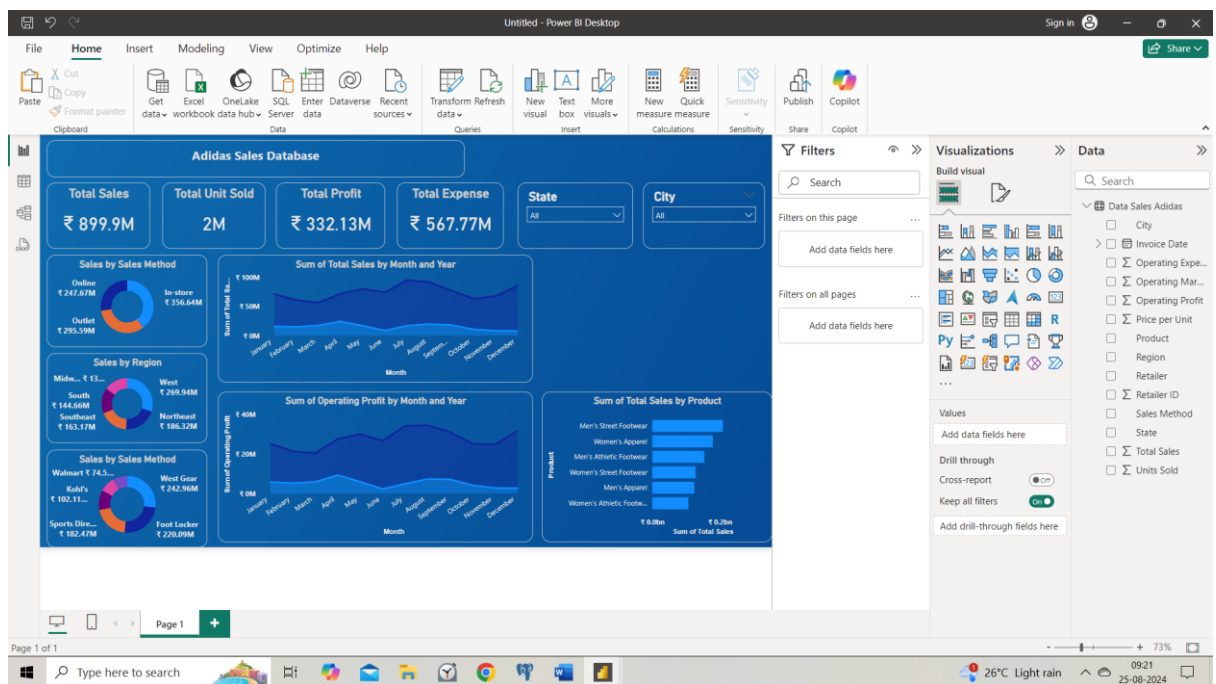 Untitled - Power BI Desktop
Sign in
File Home Insert Modeling View Optimize Help
Share
Paste
Cut
Copy
Format painter
Clipboard
Get data
Excel workbook
OneLake data hub
SQL Server
Enter data
Dataverse
Recent sources
Data
Transform data
Refresh
Queries
New visual
Text box
More visuals
Insert
New measure
Quick measure
Calculations
Sensitivity
Sensitivity
Publish
Share
Copilot
Copilot
Adidas Sales Database
Total Sales
₹ 899.9M
Total Unit Sold
2M
Total Profit
₹ 332.13M
Total Expense
₹ 567.77M
State
All
City
All
Sales by Sales Method
Online
₹ 247.67M
In-store
₹ 356.64M
Outlet
₹ 295.59M
Sum of Total Sales by Month and Year
Sum of Total Sa...
₹ 100M
₹ 50M
₹ 0M
January February March April May June July August Septem... October November December
Month
Sales by Region
Midw... ₹ 13...
West
₹ 269.94M
South
₹ 144.66M
Southeast
₹ 163.17M
Northeast
₹ 186.32M
Sum of Operating Profit by Month and Year
Sum of Operating Profit
₹ 40M
₹ 20M
₹ 0M
January February March April May June July August September October November December
Month
Sales by Sales Method
Walmart ₹ 74.5...
West Gear
₹ 242.96M
Kohl's
₹ 102.11...
Sports Dire...
₹ 182.47M
Foot Locker
₹ 220.09M
Sum of Total Sales by Product
Product
Men's Street Footwear
Women's Apparel
Men's Athletic Footwear
Women's Street Footwear
Men's Apparel
Women's Athletic Footw...
₹ 0.0bn ₹ 0.2bn
Sum of Total Sales
Filters
Search
Filters on this page ...
Add data fields here
Filters on all pages ...
Add data fields here
Visualizations
Build visual
R
Py
123
...
Values
Add data fields here
Drill through
Cross-report Off
Keep all filters On
Add drill-through fields here
Data
Search
Data Sales Adidas
City
Invoice Date
Σ Operating Expe...
Σ Operating Mar...
Σ Operating Profit
Σ Price per Unit
Product
Region
Retailer
Σ Retailer ID
Sales Method
State
Σ Total Sales
Σ Units Sold
Page 1 +
Page 1 of 1
- + 73%
Type here to search
26°C Light rain
09:21
25-08-2024